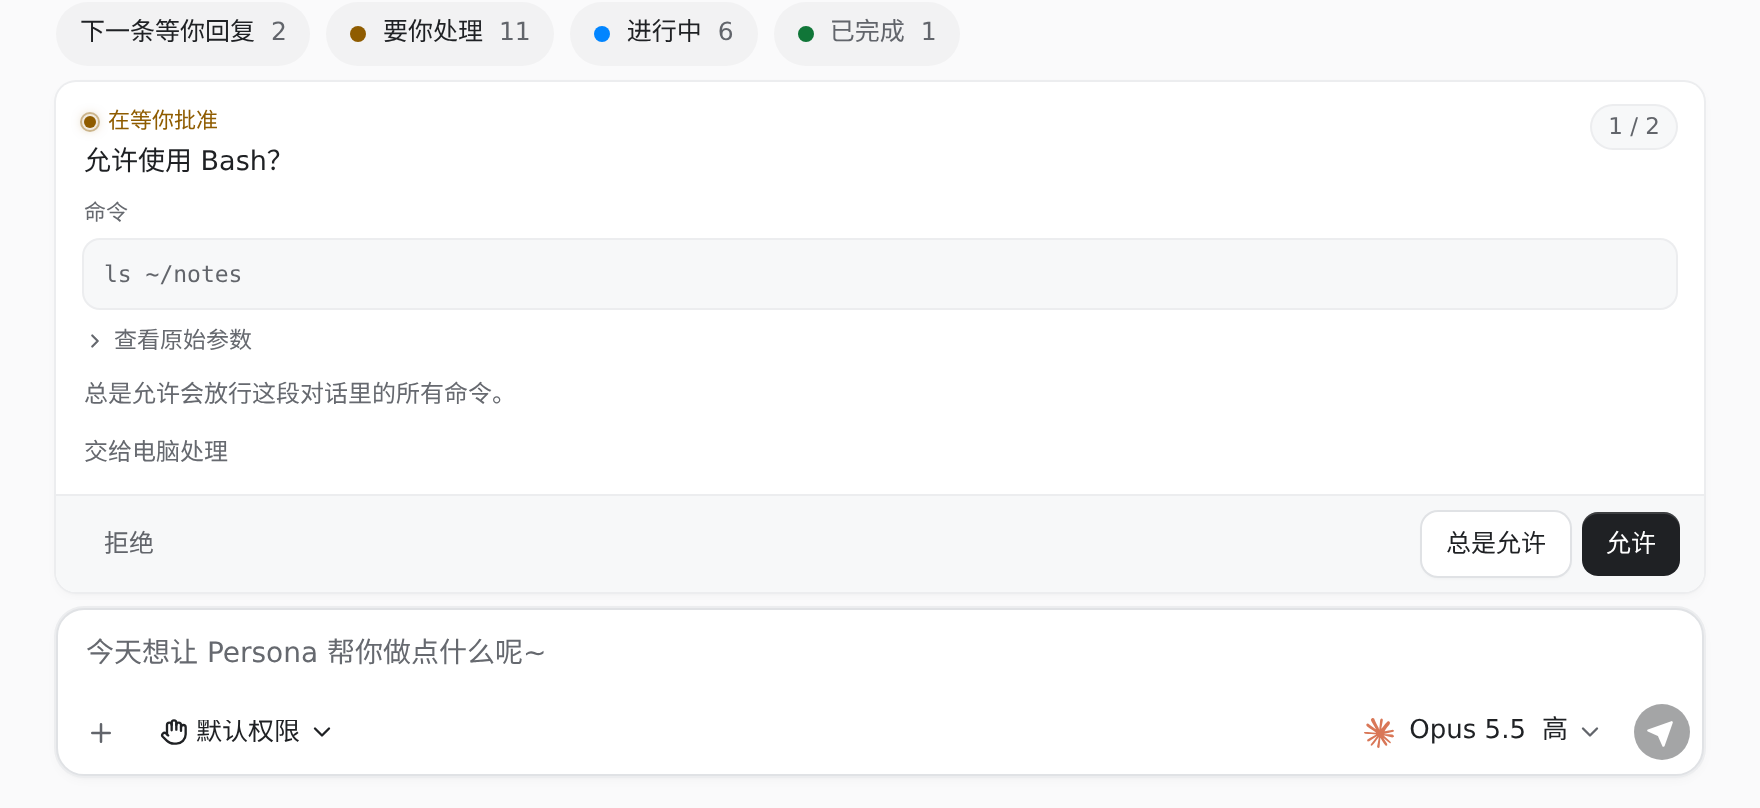 下一条等你回复 2 要你处理 11 进行中 6 已完成 1
在等你批准
1 / 2
允许使用 Bash?
命令
ls ~/notes
查看原始参数
总是允许会放行这段对话里的所有命令。
交给电脑处理
拒绝 总是允许 允许
今天想让 Persona 帮你做点什么呢~
默认权限 Opus 5.5 高